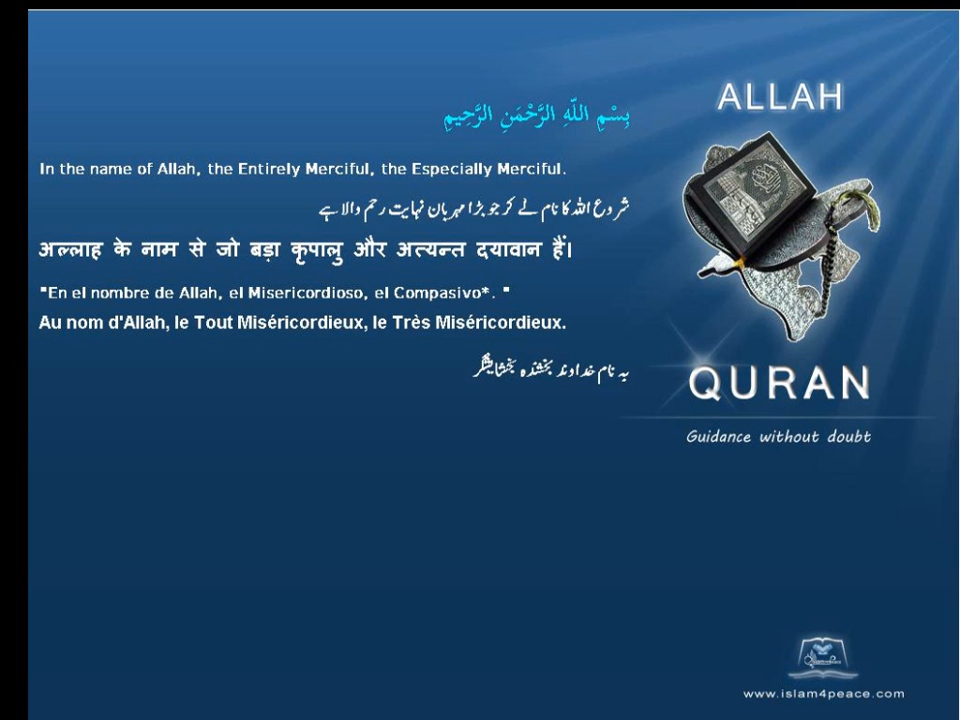 بِسْمِ اللّهِ الرَّحْمَنِ الرَّحِيمِ
In the name of Allah, the Entirely Merciful, the Especially Merciful.
شروع اللہ کا نام لے کر جو بڑا مہربان نہایت رحم والا ہے
अल्लाह के नाम से जो बड़ा कृपालु और अत्यन्त दयावान हैं।
"En el nombre de Allah, el Misericordioso, el Compasivo*. "
Au nom d'Allah, le Tout Miséricordieux, le Très Miséricordieux.
به نام خداوند بخشنده بخشایشگر
ALLAH
QURAN
Guidance without doubt
www.islam4peace.com